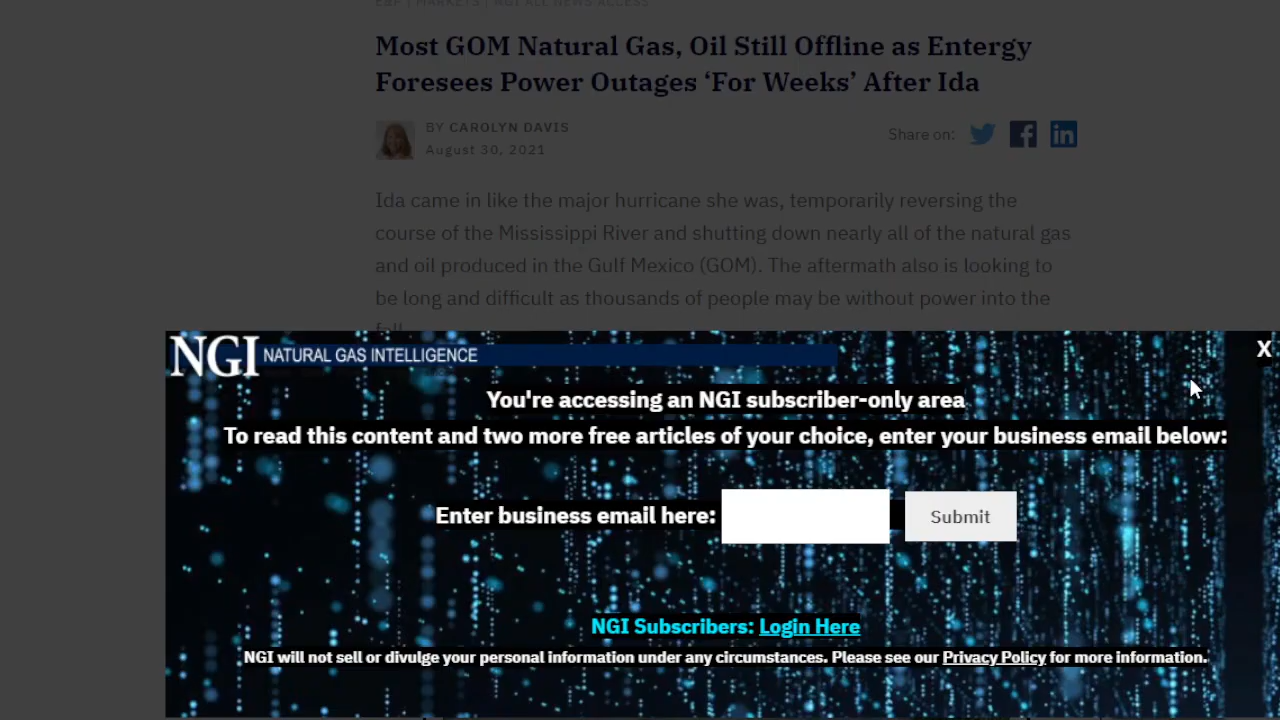 E&P | MARKETS | NGI ALL NEWS ACCESS
Most GOM Natural Gas, Oil Still Offline as Entergy
Foresees Power Outages ‘For Weeks’ After Ida
BY CAROLYN DAVIS
August 30, 2021
Share on:
Ida came in like the major hurricane she was, temporarily reversing the
course of the Mississippi River and shutting down nearly all of the natural gas
and oil produced in the Gulf Mexico (GOM). The aftermath also is looking to
be long and difficult as thousands of people may be without power into the
fall.
NGI NATURAL GAS INTELLIGENCE
X
You're accessing an NGI subscriber-only area
To read this content and two more free articles of your choice, enter your business email below:
Enter business email here:
Submit
NGI Subscribers: Login Here
NGI will not sell or divulge your personal information under any circumstances. Please see our Privacy Policy for more information.